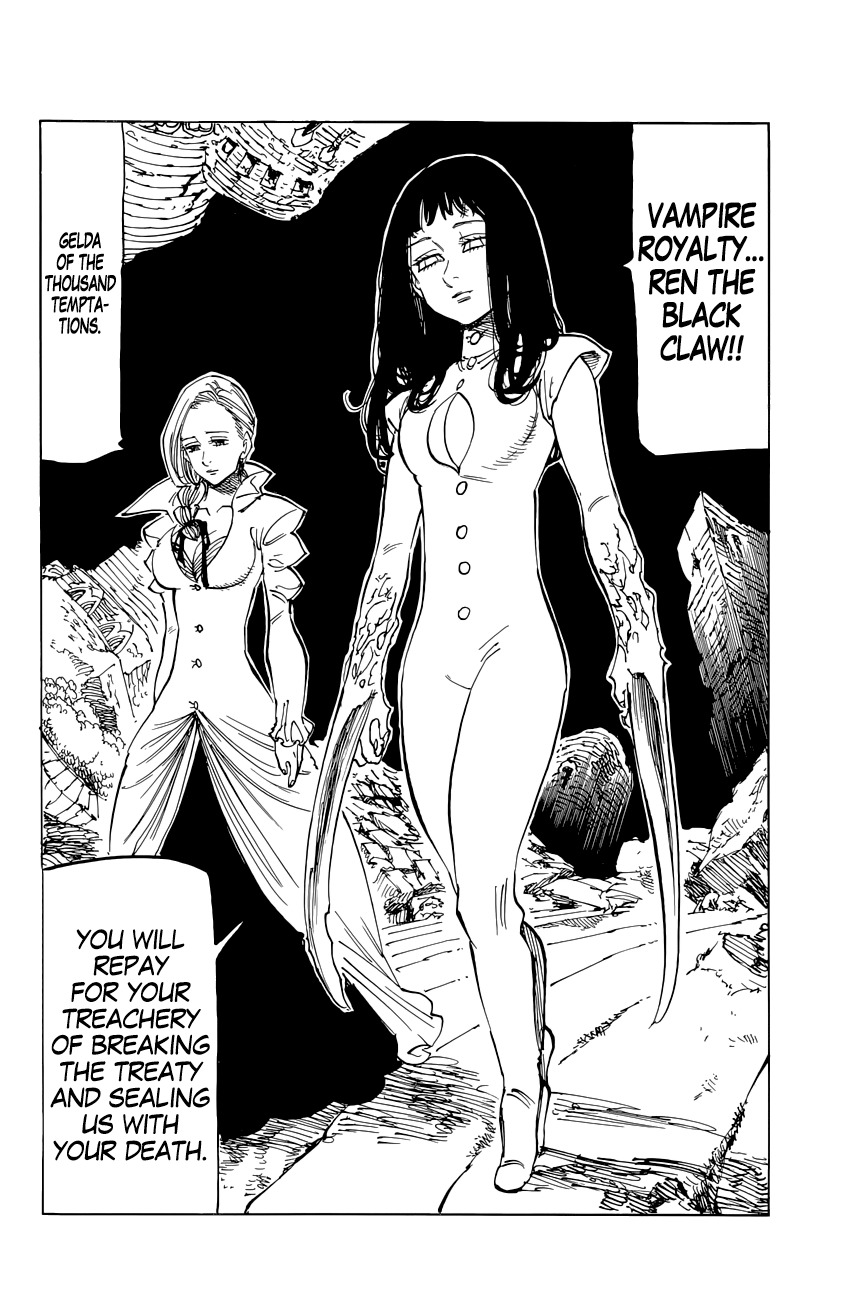 VAMPIRE
ROYALTY...
REN THE
BLACK
CLAW!!
GELDA
OF THE
THOUSAND
TEMPTA-
TIONS.
YOU WILL
REPAY
FOR YOUR
TREACHERY
OF BREAKING
THE TREATY
AND SEALING
US WITH
YOUR DEATH.